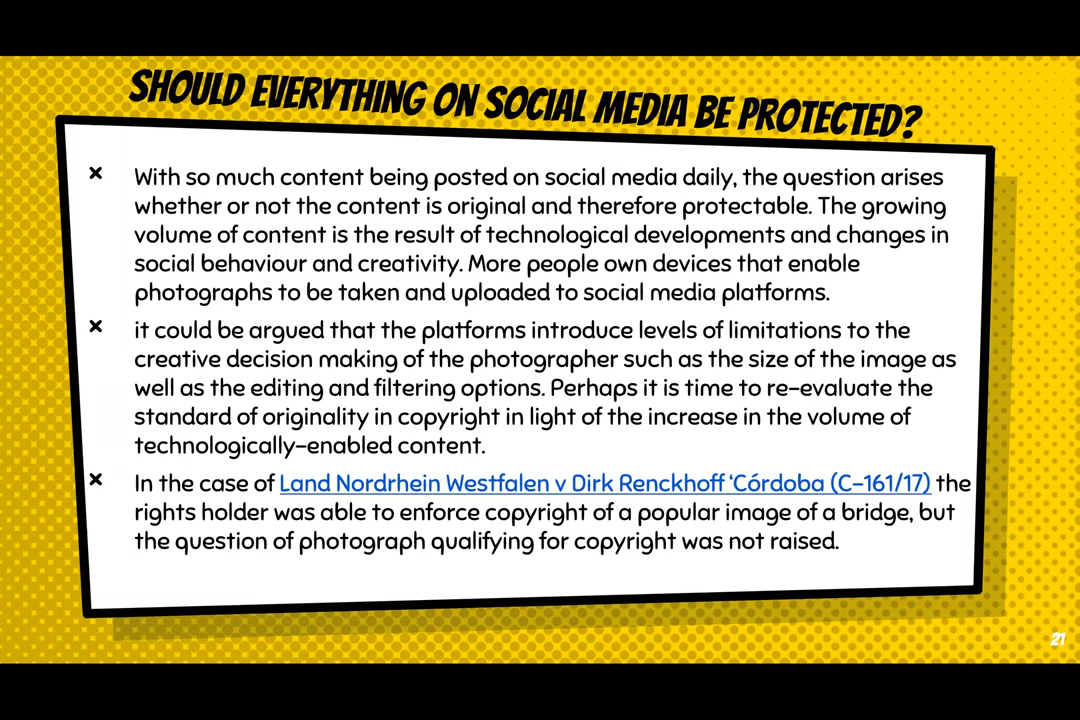 SHOULD EVERYTHING ON SOCIAL MEDIA BE PROTECTED?
× With so much content being posted on social media daily, the question arises
whether or not the content is original and therefore protectable. The growing
volume of content is the result of technological developments and changes in
social behaviour and creativity. More people own devices that enable
photographs to be taken and uploaded to social media platforms.
× it could be argued that the platforms introduce levels of limitations to the
creative decision making of the photographer such as the size of the image as
well as the editing and filtering options. Perhaps it is time to re-evaluate the
standard of originality in copyright in light of the increase in the volume of
technologically-enabled content.
× In the case of Land Nordrhein Westfalen v Dirk Renckhoff ‘Córdoba (C-161/17) the
rights holder was able to enforce copyright of a popular image of a bridge, but
the question of photograph qualifying for copyright was not raised.
21